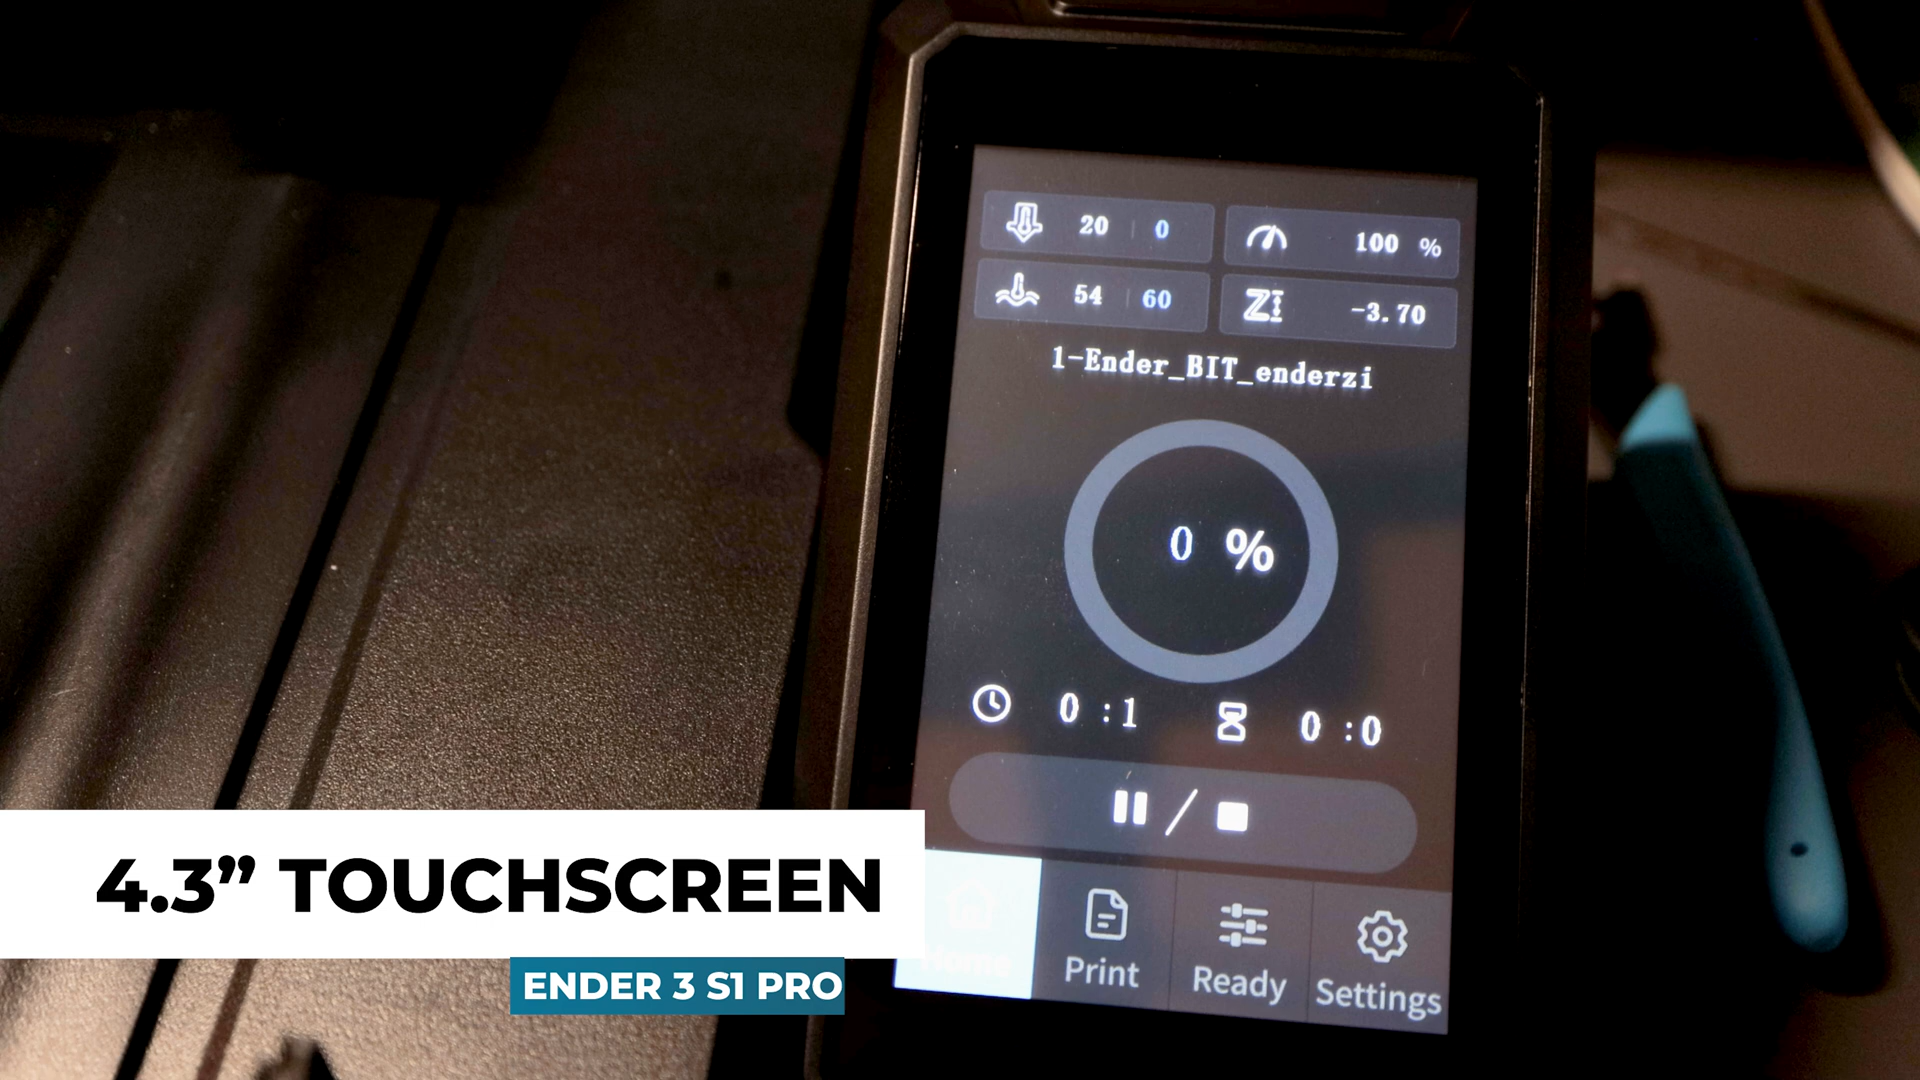 20 | 0
100 %
54 | 60
Z -3.70
1-Ender_BIT_enderzi
0 %
0 :1
0 :0
Home
Print
Ready
Settings
4.3” TOUCHSCREEN
ENDER 3 S1 PRO